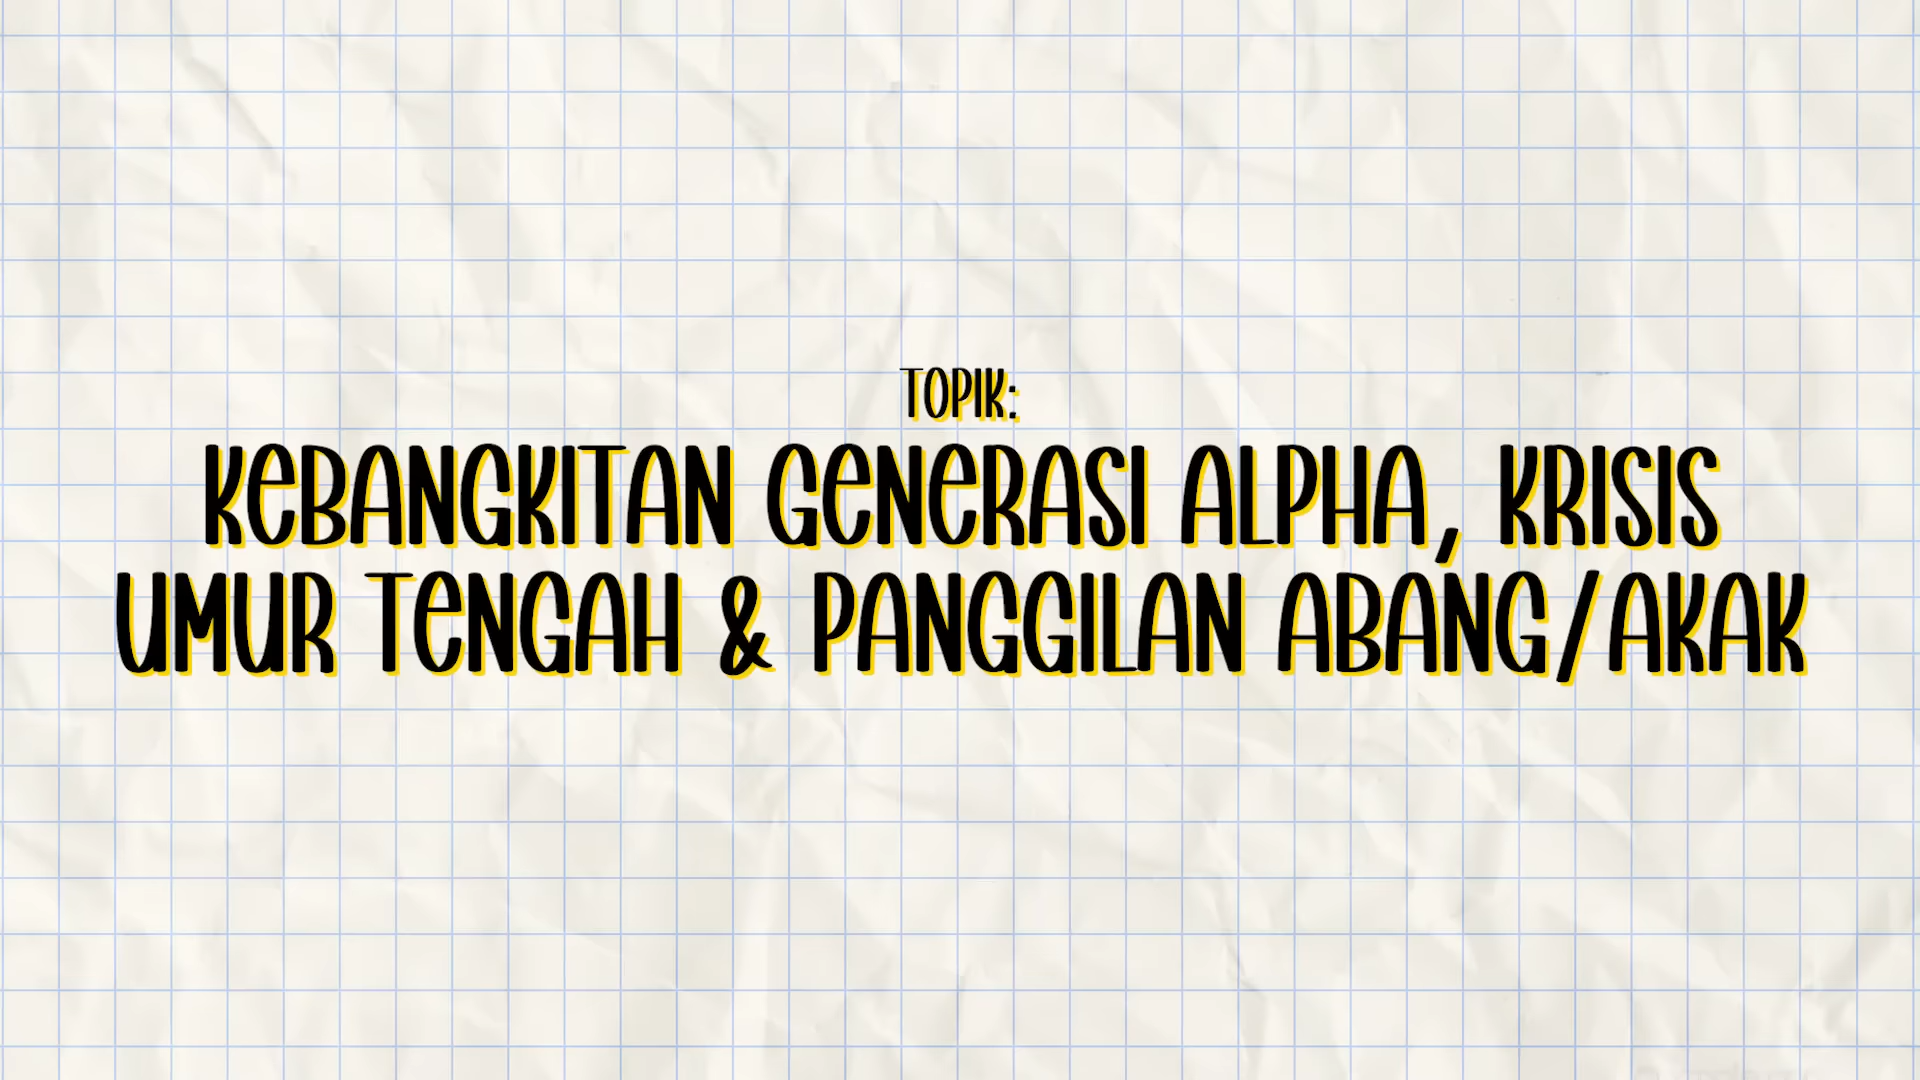 TOPIK:
KEBANGKITAN GENERASI ALPHA, KRISIS
UMUR TENGAH & PANGGILAN ABANG/AKAK